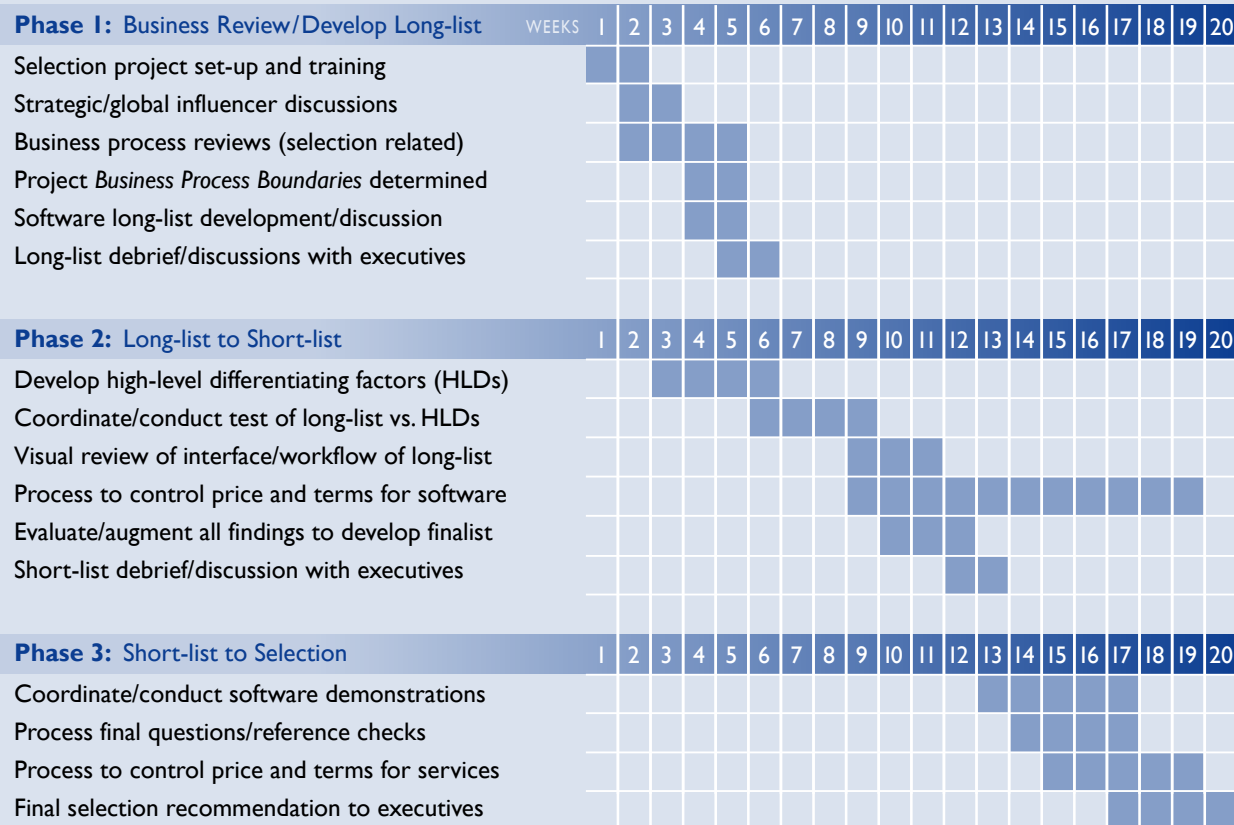 Phase 1: Business Review/Develop Long-list WEEKS 1 2 3 4 5 6 7 8 9 10 11 12 13 14 15 16 17 18 19 20
Selection project set-up and training
Strategic/global influencer discussions
Business process reviews (selection related)
Project Business Process Boundaries determined
Software long-list development/discussion
Long-list debrief/discussions with executives
Phase 2: Long-list to Short-list 1 2 3 4 5 6 7 8 9 10 11 12 13 14 15 16 17 18 19 20
Develop high-level differentiating factors (HLDs)
Coordinate/conduct test of long-list vs. HLDs
Visual review of interface/workflow of long-list
Process to control price and terms for software
Evaluate/augment all findings to develop finalist
Short-list debrief/discussion with executives
Phase 3: Short-list to Selection 1 2 3 4 5 6 7 8 9 10 11 12 13 14 15 16 17 18 19 20
Coordinate/conduct software demonstrations
Process final questions/reference checks
Process to control price and terms for services
Final selection recommendation to executives